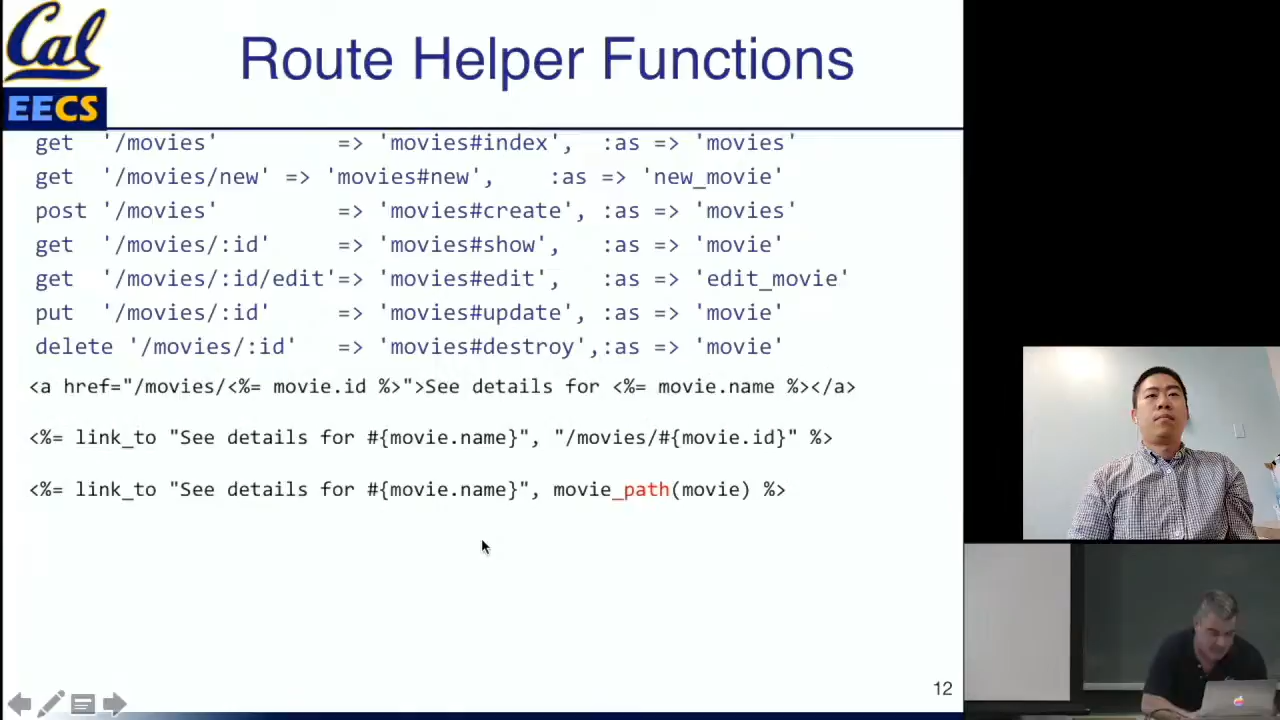 Cal
EECS
Route Helper Functions
get '/movies' => 'movies#index', :as => 'movies'
get '/movies/new' => 'movies#new', :as => 'new_movie'
post '/movies' => 'movies#create', :as => 'movies'
get '/movies/:id' => 'movies#show', :as => 'movie'
get '/movies/:id/edit'=> 'movies#edit', :as => 'edit_movie'
put '/movies/:id' => 'movies#update', :as => 'movie'
delete '/movies/:id' => 'movies#destroy',:as => 'movie'
<a href="/movies/<%= movie.id %>">See details for <%= movie.name %></a>
<%= link_to "See details for #{movie.name}", "/movies/#{movie.id}" %>
<%= link_to "See details for #{movie.name}", movie_path(movie) %>
12